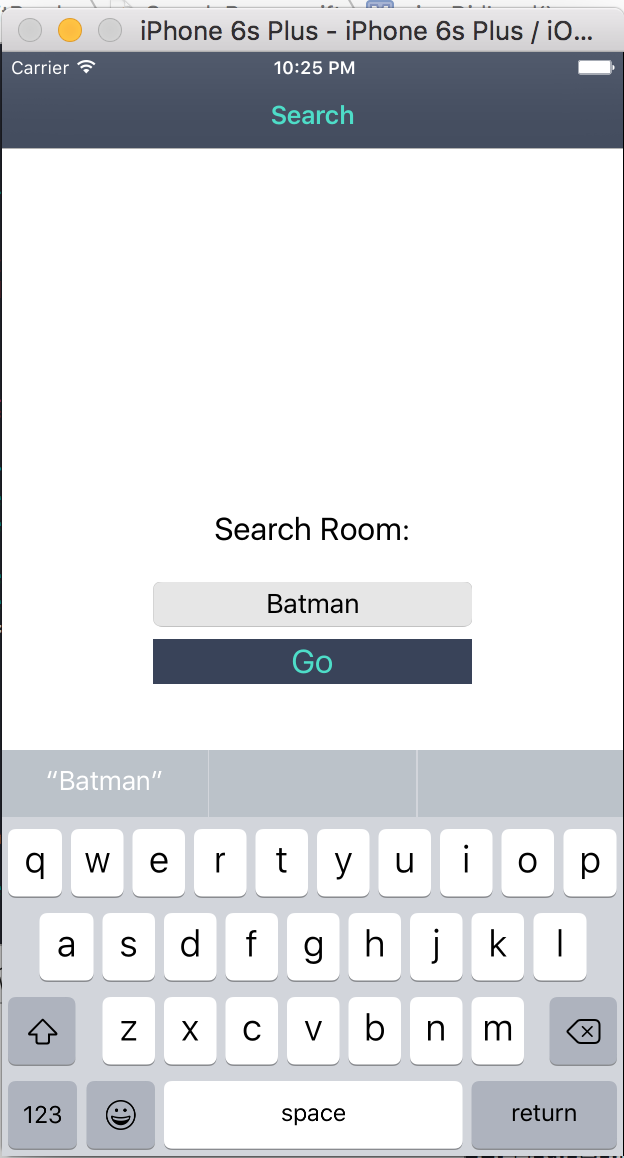 iPhone 6s Plus - iPhone 6s Plus / iO...
Carrier 10:25 PM
Search
Search Room:
Batman
Go
“Batman”
q w e r t y u i o p
a s d f g h j k l
z x c v b n m
123 space return